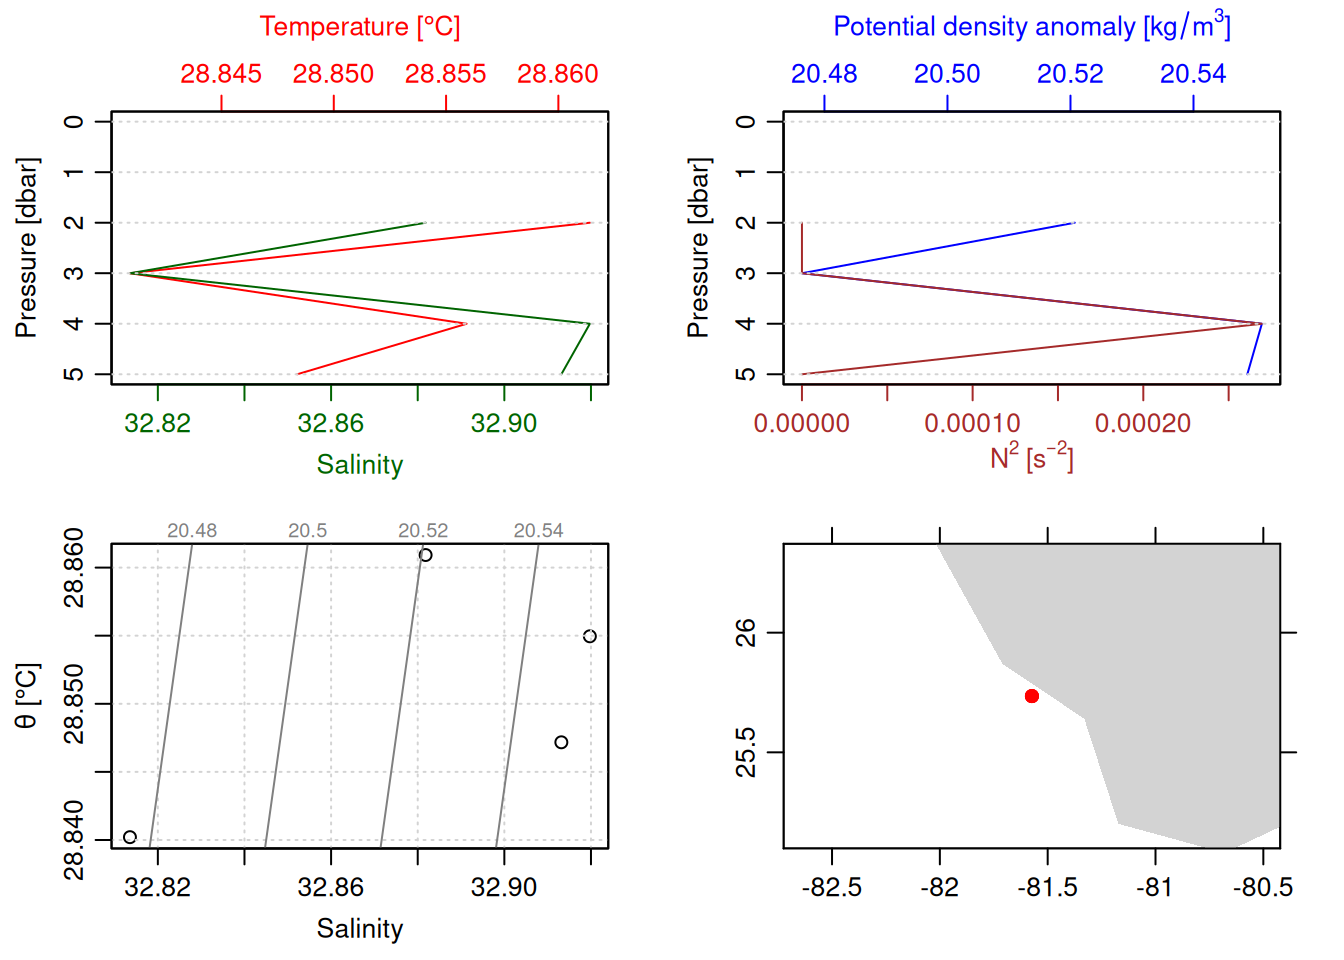 Temperature [°C]
28.845 28.850 28.855 28.860
0
1
2
3
4
5
Pressure [dbar]
32.82 32.86 32.90
Salinity
Potential density anomaly [kg/m³]
20.48 20.50 20.52 20.54
0
1
2
3
4
5
Pressure [dbar]
0.00000 0.00010 0.00020
N² [s⁻²]
20.48 20.5 20.52 20.54
28.860
28.850
28.840
θ [°C]
32.82 32.86 32.90
Salinity
26
25.5
-82.5 -82 -81.5 -81 -80.5